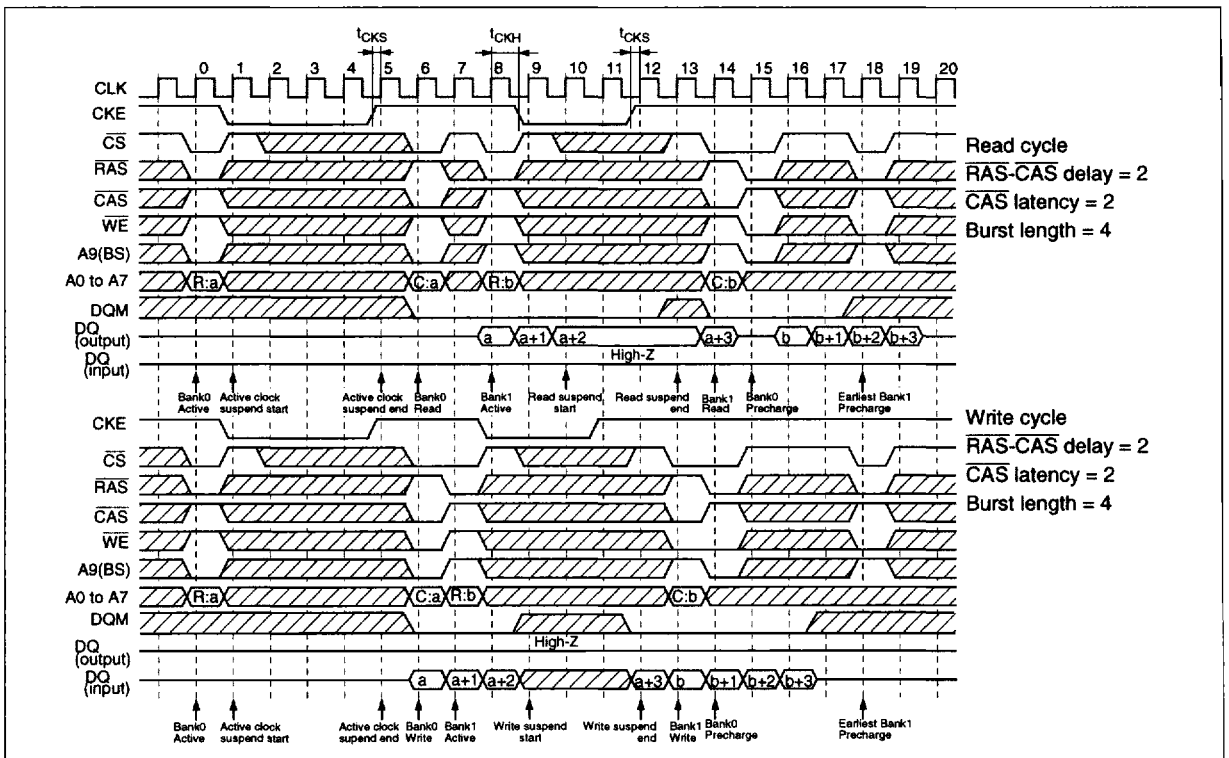 tCKS tCKH tCKS
0 1 2 3 4 5 6 7 8 9 10 11 12 13 14 15 16 17 18 19 20
CLK
CKE
CS
RAS
CAS
WE
A9(BS)
A0 to A7 R:a C:a R:b C:b
DQM
DQ (output) a a+1 a+2 a+3 b b+1 b+2 b+3
High-Z
DQ (input)
Bank0 Active
Active clock suspend start
Active clock suspend end
Bank0 Read
Bank1 Active
Read suspend start
Read suspend end
Bank1 Read
Bank0 Precharge
Earliest Bank1 Precharge
Read cycle
RAS-CAS delay = 2
CAS latency = 2
Burst length = 4
CKE
CS
RAS
CAS
WE
A9(BS)
A0 to A7 R:a C:a R:b C:b
DQM
High-Z
DQ (output)
DQ (input) a a+1 a+2 a+3 b b+1 b+2 b+3
Bank0 Active
Active clock suspend start
Active clock supend end
Bank0 Write
Bank1 Active
Write suspend start
Write suspend end
Bank1 Write
Bank0 Precharge
Earliest Bank1 Precharge
Write cycle
RAS-CAS delay = 2
CAS latency = 2
Burst length = 4